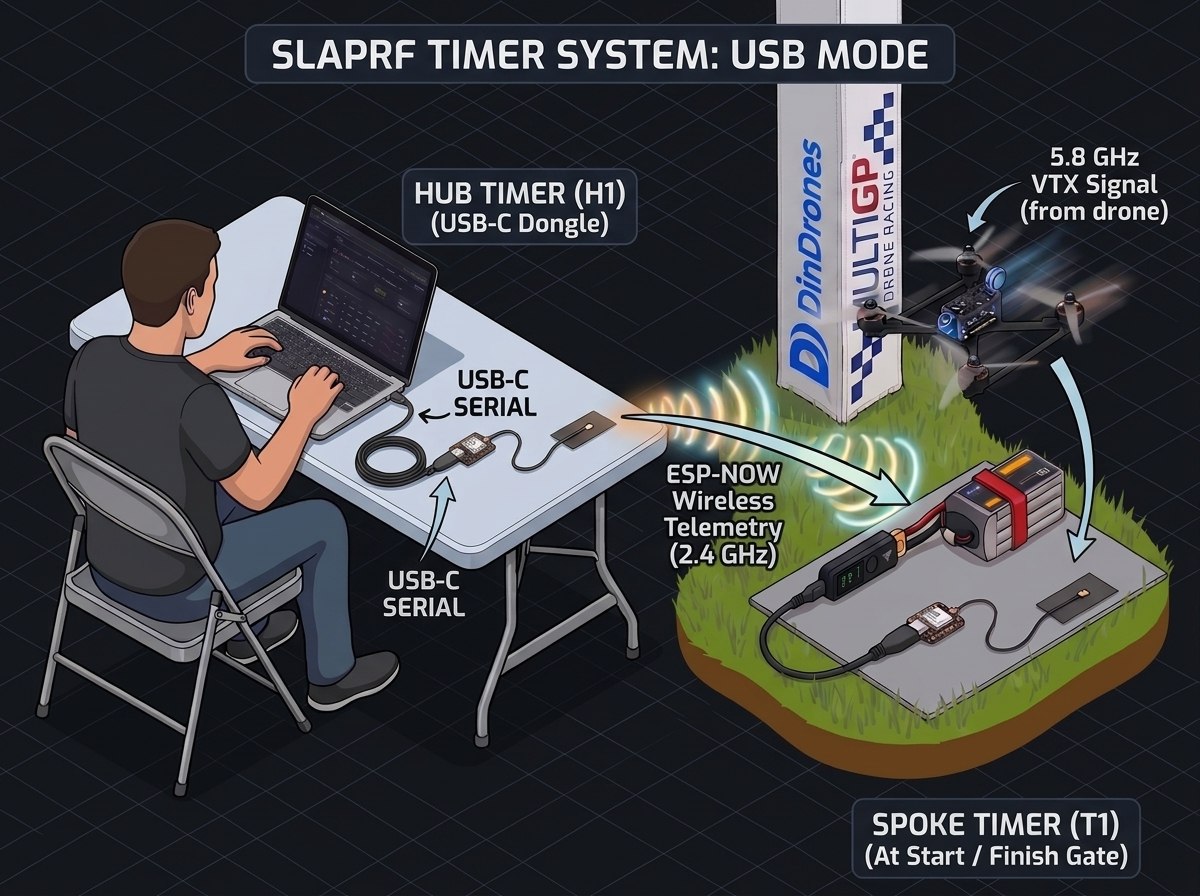 SLAPRF TIMER SYSTEM: USB MODE
HUB TIMER (H1)
(USB-C Dongle)
5.8 GHz
VTX Signal
(from drone)
DinDrones
MULTIGP
DRONE RACING
USB-C
SERIAL
ESP-NOW
Wireless
Telemetry
(2.4 GHz)
USB-C
SERIAL
SPOKE TIMER (T1)
(At Start / Finish Gate)